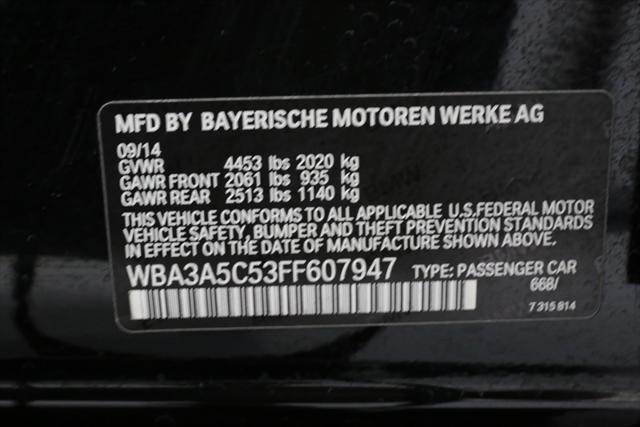 MFD BY BAYERISCHE MOTOREN WERKE AG
09/14
GVWR 4453 lbs 2020 kg
GAWR FRONT 2061 lbs 935 kg
GAWR REAR 2513 lbs 1140 kg
THIS VEHICLE CONFORMS TO ALL APPLICABLE U.S.FEDERAL MOTOR
VEHICLE SAFETY, BUMPER AND THEFT PREVENTION STANDARDS
IN EFFECT ON THE DATE OF MANUFACTURE SHOWN ABOVE.
WBA3A5C53FF607947 TYPE: PASSENGER CAR
668/
7 315 814